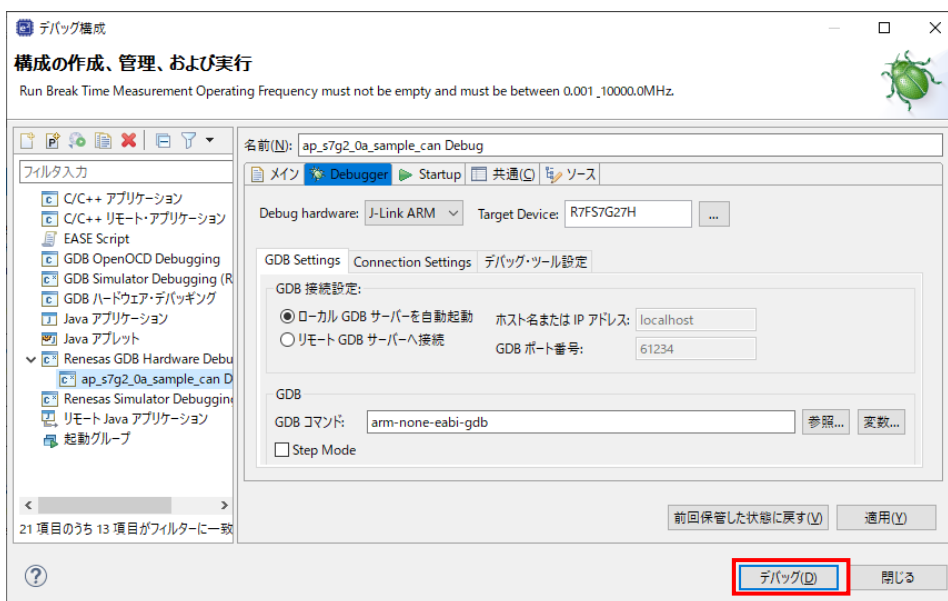 デバッグ構成
構成の作成、管理、および実行
Run Break Time Measurement Operating Frequency must not be empty and must be between 0.001_10000.0MHz.
フィルタ入力
C/C++ アプリケーション
C/C++ リモート・アプリケーション
EASE Script
GDB OpenOCD Debugging
GDB Simulator Debugging (R
GDB ハードウェア・デバッギング
Java アプリケーション
Java アプレット
Renesas GDB Hardware Debu
ap_s7g2_0a_sample_can D
Renesas Simulator Debugging
リモート Java アプリケーション
起動グループ
21 項目のうち 13 項目がフィルターに一致
名前(N): ap_s7g2_0a_sample_can Debug
メイン Debugger Startup 共通(C) ソース
Debug hardware: J-Link ARM Target Device: R7FS7G27H ...
GDB Settings Connection Settings デバッグ・ツール設定
GDB 接続設定:
ローカル GDB サーバーを自動起動 ホスト名または IP アドレス: localhost
リモート GDB サーバーへ接続 GDB ポート番号: 61234
GDB
GDB コマンド: arm-none-eabi-gdb 参照... 変数...
Step Mode
前回保管した状態に戻す(V) 適用(Y)
? デバッグ(D) 閉じる